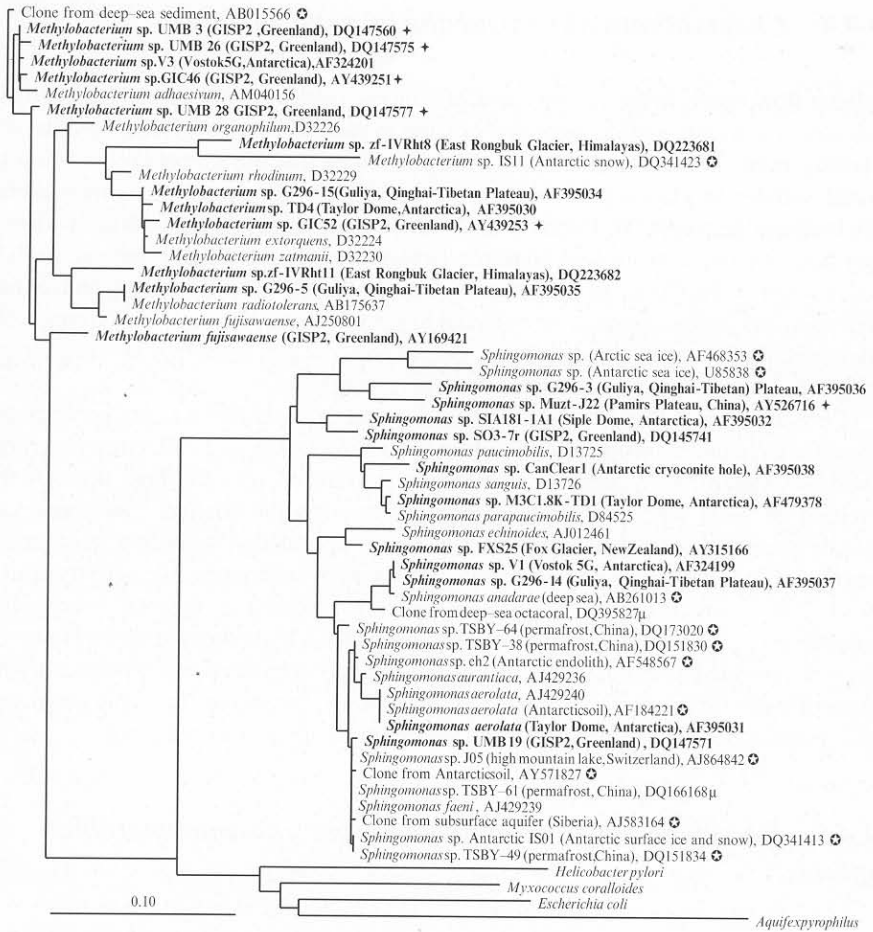 Clone from deep–sea sediment, AB015566 ✪
Methylobacterium sp. UMB 3 (GISP2 ,Greenland), DQ147560 ✦
Methylobacterium sp. UMB 26 (GISP2, Greenland), DQ147575 ✦
Methylobacterium sp.V3 (Vostok5G,Antarctica),AF324201
Methylobacterium sp.GIC46 (GISP2, Greenland), AY439251 ✦
Methylobacterium adhaesivum, AM040156
Methylobacterium sp. UMB 28 GISP2, Greenland, DQ147577 ✦
Methylobacterium organophilum,D32226
Methylobacterium sp. zf-IVRht8 (East Rongbuk Glacier, Himalayas), DQ223681
Methylobacterium sp. IS11 (Antarctic snow), DQ341423 ✪
Methylobacterium rhodinum, D32229
Methylobacterium sp. G296-15(Guliya, Qinghai-Tibetan Plateau), AF395034
Methylobacterium sp. TD4 (Taylor Dome,Antarctica), AF395030
Methylobacterium sp. GIC52 (GISP2, Greenland), AY439253 ✦
Methylobacterium extorquens, D32224
Methylobacterium zatmanii, D32230
Methylobacterium sp.zf-IVRht11 (East Rongbuk Glacier, Himalayas), DQ223682
Methylobacterium sp. G296-5 (Guliya, Qinghai-Tibetan Plateau), AF395035
Methylobacterium radiotolerans, AB175637
Methylobacterium fujisawaense, AJ250801
Methylobacterium fujisawaense (GISP2, Greenland), AY169421
Sphingomonas sp. (Arctic sea ice), AF468353 ✪
Sphingomonas sp. (Antarctic sea ice), U85838 ✪
Sphingomonas sp. G296-3 (Guliya, Qinghai-Tibetan) Plateau, AF395036
Sphingomonas sp. Muzt-J22 (Pamirs Plateau, China), AY526716 ✦
Sphingomonas sp. SIA181-1A1 (Siple Dome, Antarctica), AF395032
Sphingomonas sp. SO3-7r (GISP2, Greenland), DQ145741
Sphingomonas paucimobilis, D13725
Sphingomonas sp. CanClear1 (Antarctic cryoconite hole), AF395038
Sphingomonas sanguis, D13726
Sphingomonas sp. M3C1.8K-TD1 (Taylor Dome, Antarctica), AF479378
Sphingomonas parapaucimobilis, D84525
Sphingomonas echinoides, AJ012461
Sphingomonas sp. FXS25 (Fox Glacier, NewZealand), AY315166
Sphingomonas sp. V1 (Vostok 5G, Antarctica), AF324199
Sphingomonas sp. G296-14 (Guliya, Qinghai-Tibetan Plateau), AF395037
Sphingomonas anadarae (deep sea), AB261013 ✪
Clone from deep–sea octacoral, DQ395827µ
Sphingomonas sp. TSBY–64 (permafrost, China), DQ173020 ✪
Sphingomonas sp. TSBY–38 (permafrost, China), DQ151830 ✪
Sphingomonas sp. eh2 (Antarctic endolith), AF548567 ✪
Sphingomonas aurantiaca, AJ429236
Sphingomonas aerolata, AJ429240
Sphingomonas aerolata (Antarcticsoil), AF184221 ✪
Sphingomonas aerolata (Taylor Dome, Antarctica), AF395031
Sphingomonas sp. UMB 19 (GISP2, Greenland), DQ147571
Sphingomonas sp. J05 (high mountain lake, Switzerland), AJ864842 ✪
Clone from Antarcticsoil, AY571827 ✪
Sphingomonas sp. TSBY–61 (permafrost, China), DQ166168µ
Sphingomonas faeni, AJ429239
Clone from subsurface aquifer (Siberia), AJ583164 ✪
Sphingomonas sp. Antarctic IS01 (Antarctic surface ice and snow), DQ341413 ✪
Sphingomonas sp. TSBY–49 (permafrost,China), DQ151834 ✪
Helicobacter pylori
Myxococcus coralloides
Escherichia coli
Aquifexpyrophilus
0.10